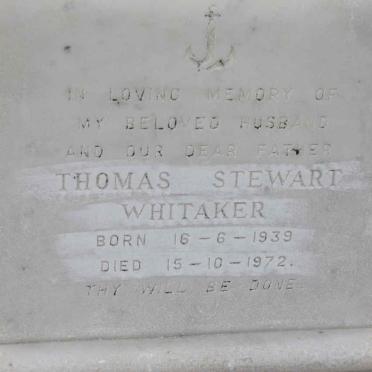 IN LOVING MEMORY OF
MY BELOVED HUSBAND
AND OUR DEAR FATHER
THOMAS STEWART
WHITAKER
BORN 16-6-1939
DIED 15-10-1972.
THY WILL BE DONE.